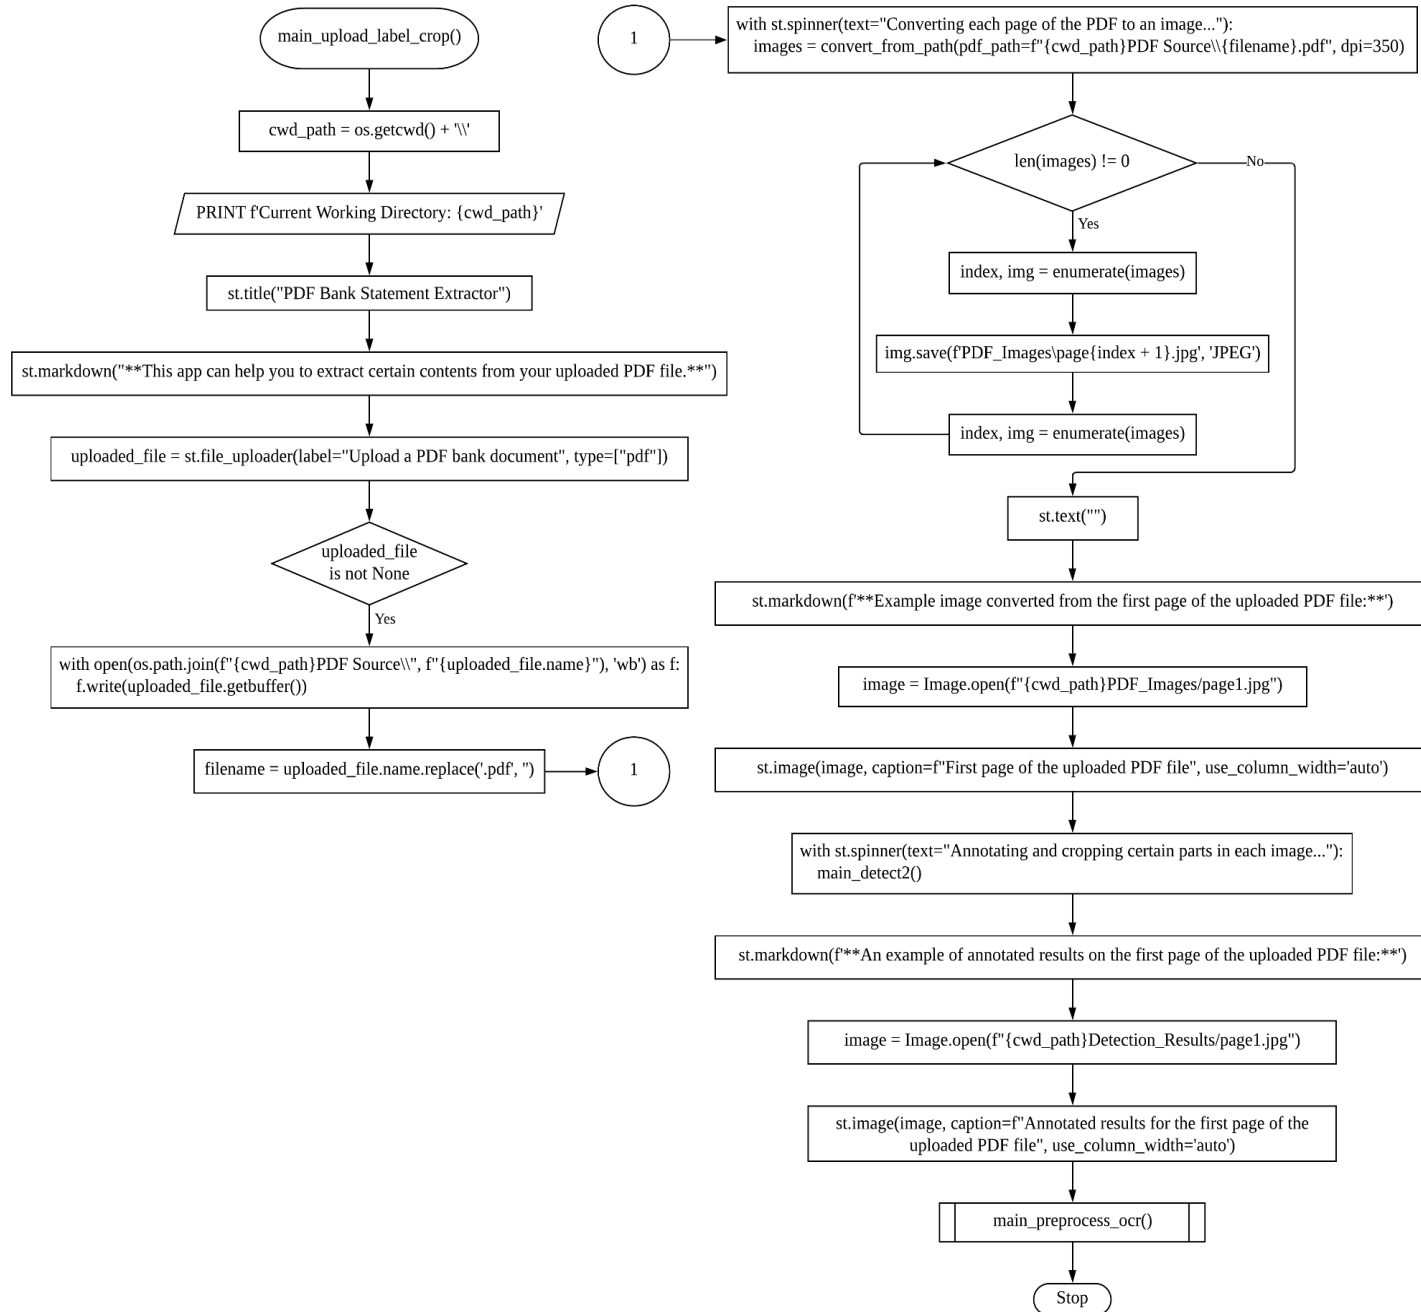 main_upload_label_crop()
cwd_path = os.getcwd() + '\\'
PRINT f'Current Working Directory: {cwd_path}'
st.title("PDF Bank Statement Extractor")
st.markdown("**This app can help you to extract certain contents from your uploaded PDF file.**")
uploaded_file = st.file_uploader(label="Upload a PDF bank document", type=["pdf"])
uploaded_file
is not None
Yes
with open(os.path.join(f"{cwd_path}PDF Source\\", f"{uploaded_file.name}"), 'wb') as f:
f.write(uploaded_file.getbuffer())
filename = uploaded_file.name.replace('.pdf', '')
1
1
with st.spinner(text="Converting each page of the PDF to an image..."):
images = convert_from_path(pdf_path=f"{cwd_path}PDF Source\\{filename}.pdf", dpi=350)
len(images) != 0
No
Yes
index, img = enumerate(images)
img.save(f'PDF_Images\page{index + 1}.jpg', 'JPEG')
index, img = enumerate(images)
st.text("")
st.markdown(f'**Example image converted from the first page of the uploaded PDF file:**')
image = Image.open(f"{cwd_path}PDF_Images/page1.jpg")
st.image(image, caption=f"First page of the uploaded PDF file", use_column_width='auto')
with st.spinner(text="Annotating and cropping certain parts in each image..."):
main_detect2()
st.markdown(f'**An example of annotated results on the first page of the uploaded PDF file:**')
image = Image.open(f"{cwd_path}Detection_Results/page1.jpg")
st.image(image, caption=f"Annotated results for the first page of the
uploaded PDF file", use_column_width='auto')
main_preprocess_ocr()
Stop